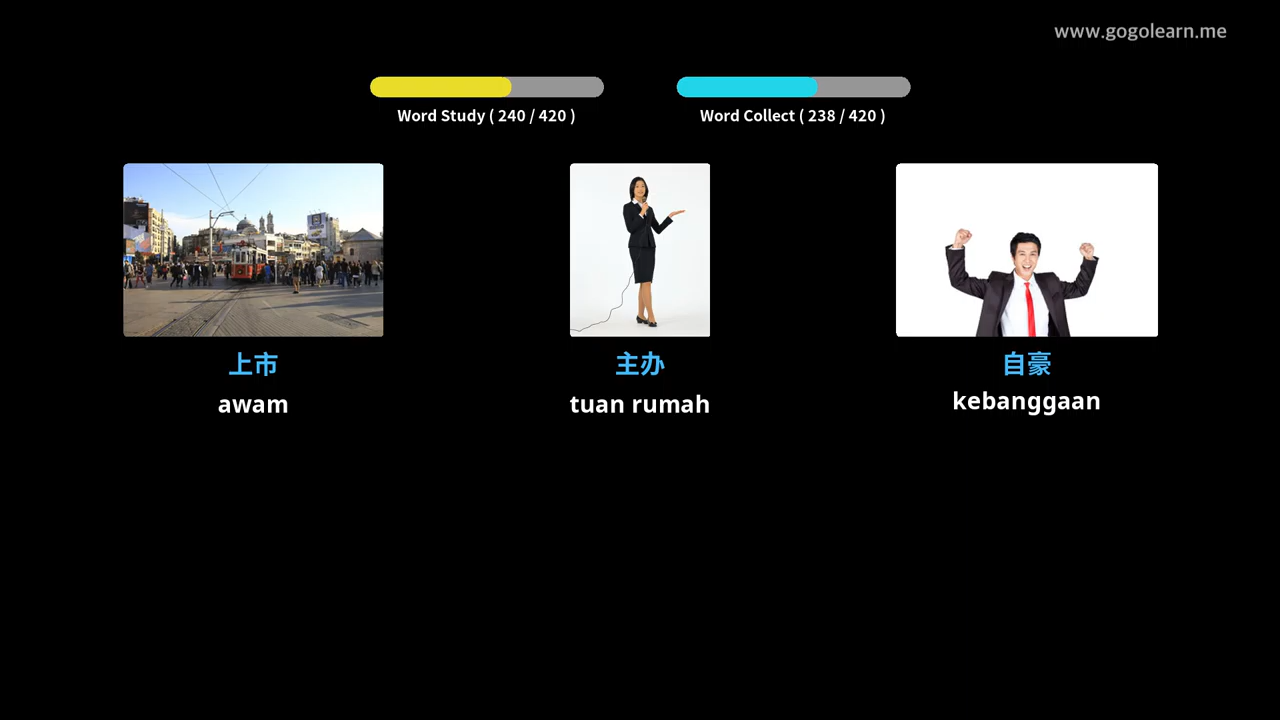 www.gogolearn.me
Word Study ( 240 / 420 )
Word Collect ( 238 / 420 )
上市
主办
自豪
awam
tuan rumah
kebanggaan